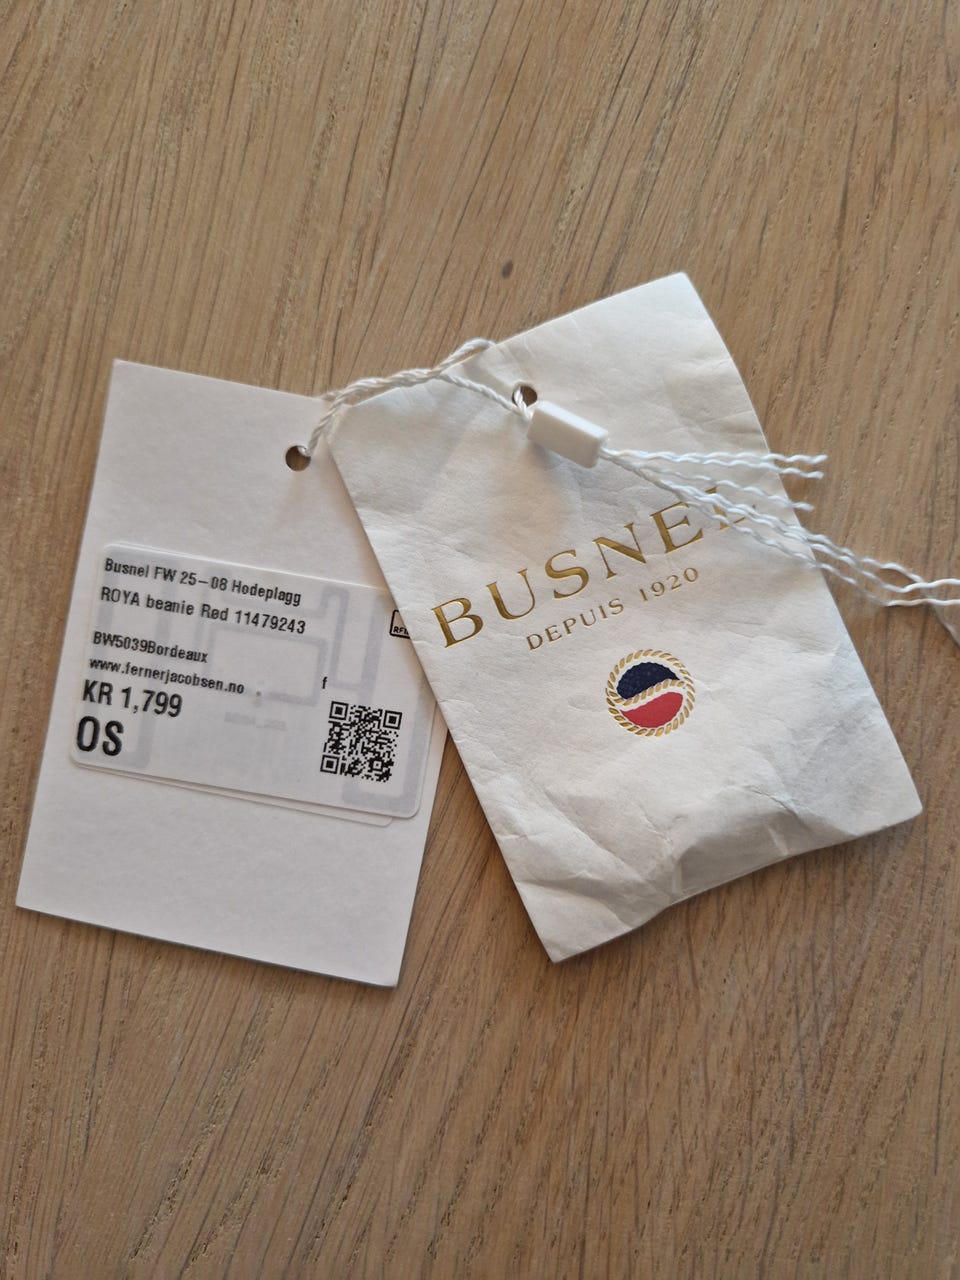 Busnel FW 25-08 Hodeplagg
ROYA beanie Red 11479243
BW5039Bordeaux
www.fernerjacobsen.no
f
KR 1,799
OS
BUSNEL
DEPUIS 1920